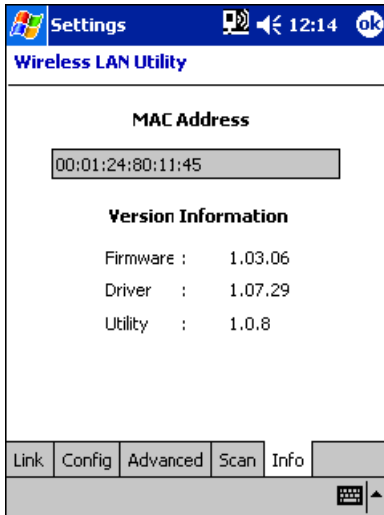 Settings 12:14 ok
Wireless LAN Utility
MAC Address
00:01:24:80:11:45
Version Information
Firmware : 1.03.06
Driver : 1.07.29
Utility : 1.0.8
Link Config Advanced Scan Info